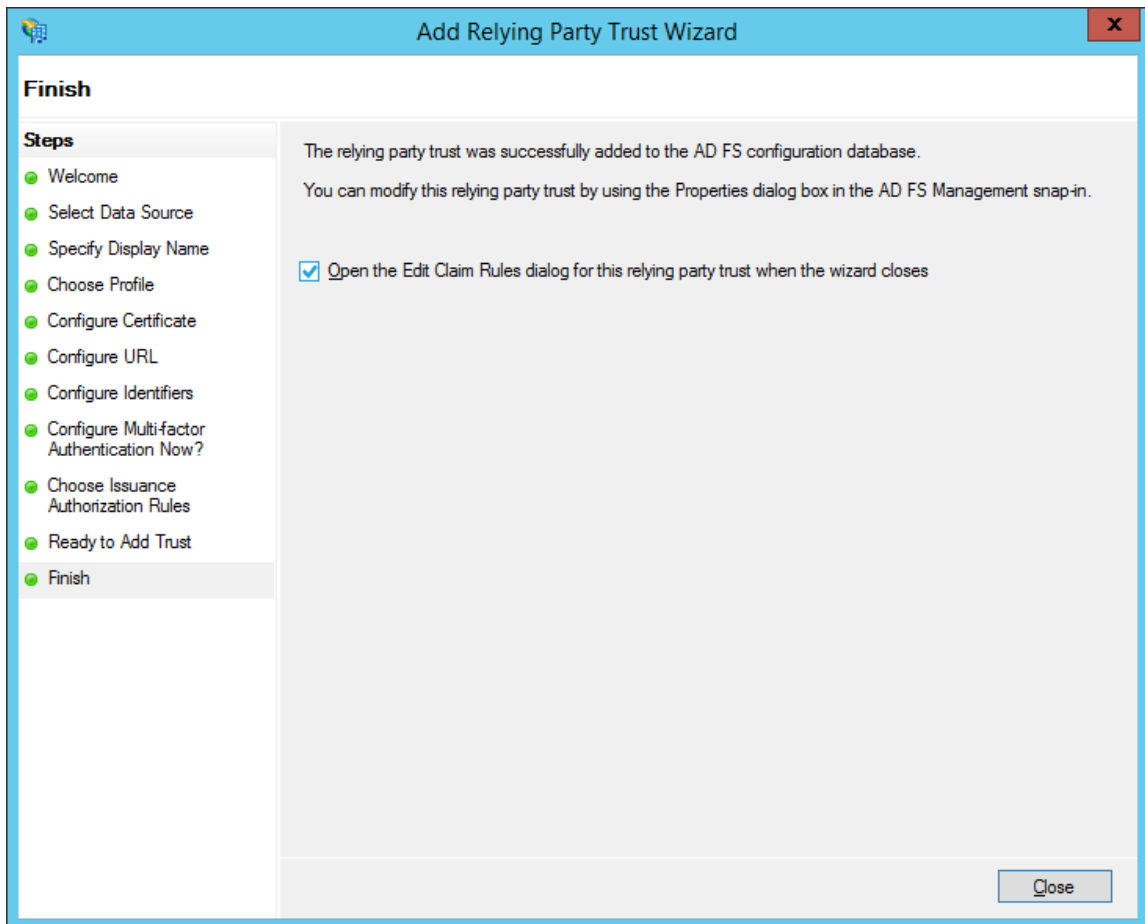 Add Relying Party Trust Wizard
x
Finish
Steps
Welcome
Select Data Source
Specify Display Name
Choose Profile
Configure Certificate
Configure URL
Configure Identifiers
Configure Multi-factor
Authentication Now?
Choose Issuance
Authorization Rules
Ready to Add Trust
Finish
The relying party trust was successfully added to the AD FS configuration database.
You can modify this relying party trust by using the Properties dialog box in the AD FS Management snap-in.
Open the Edit Claim Rules dialog for this relying party trust when the wizard closes
Close